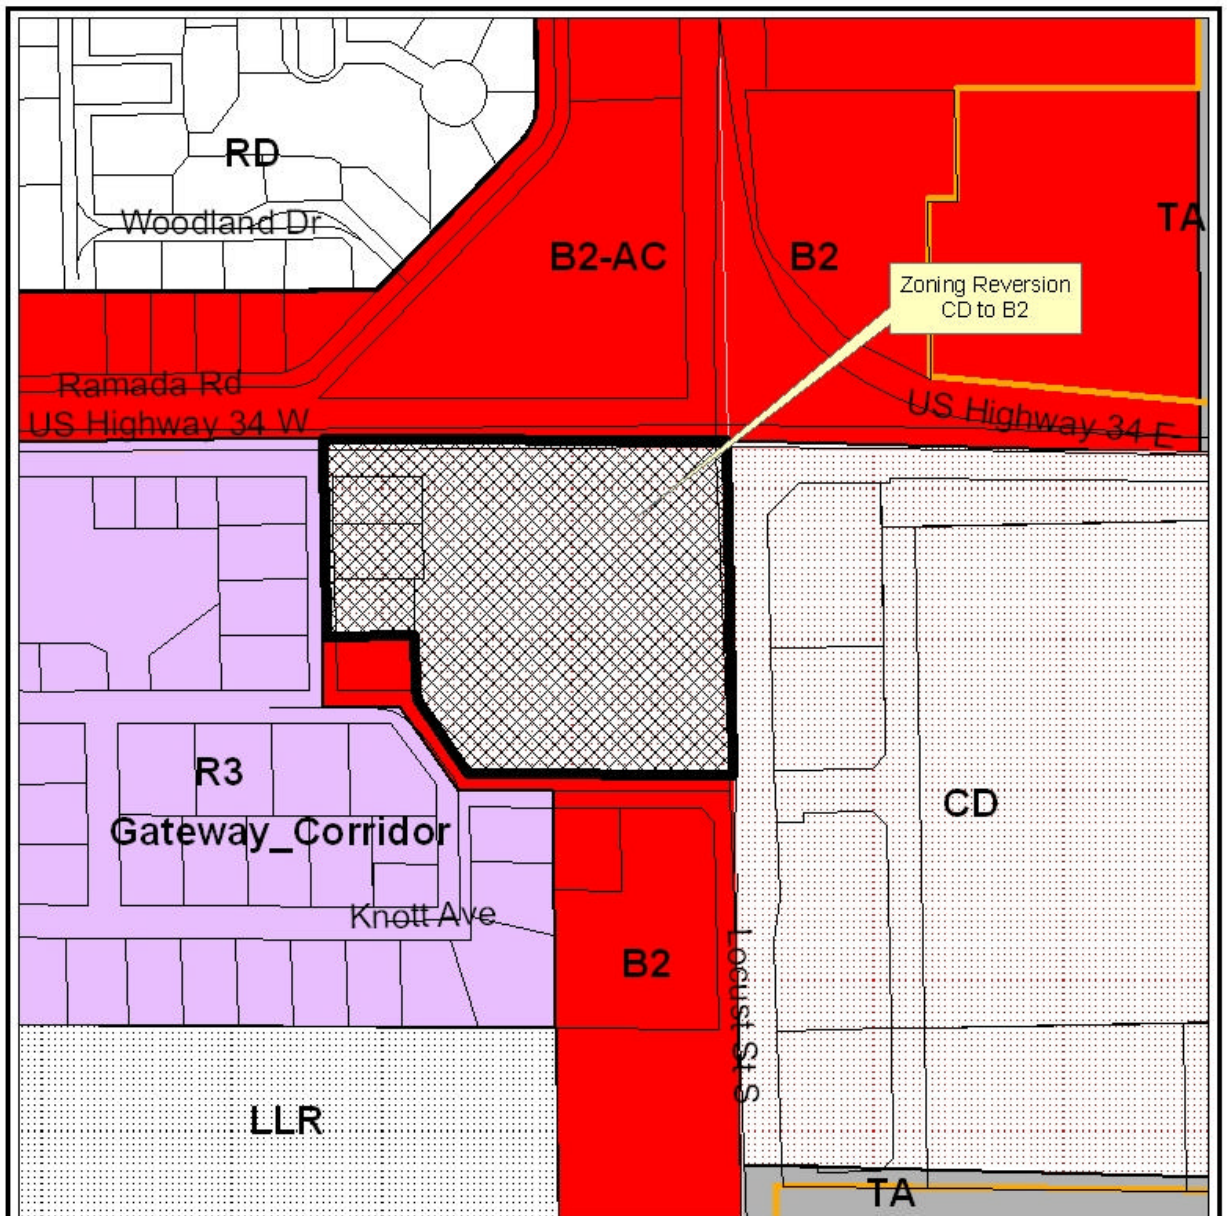 RD
Woodland Dr
TA
B2-AC
B2
Zoning Reversion
CD to B2
Ramada Rd
US Highway 34 W
US Highway 34 E
R3
CD
Gateway_Corridor
Knott Ave
B2
Locust St S
LLR
TA